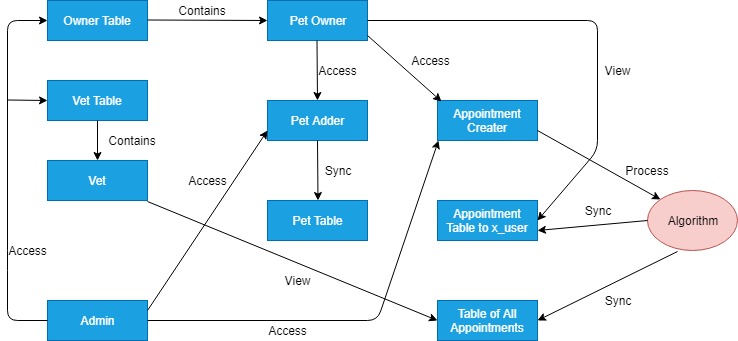 Owner Table
Contains
Pet Owner
Access
Access
View
Vet Table
Contains
Pet Adder
Appointment
Creater
Vet
Access
Sync
Process
Pet Table
Appointment
Table to x_user
Sync
Algorithm
Access
View
Sync
Admin
Access
Table of All
Appointments